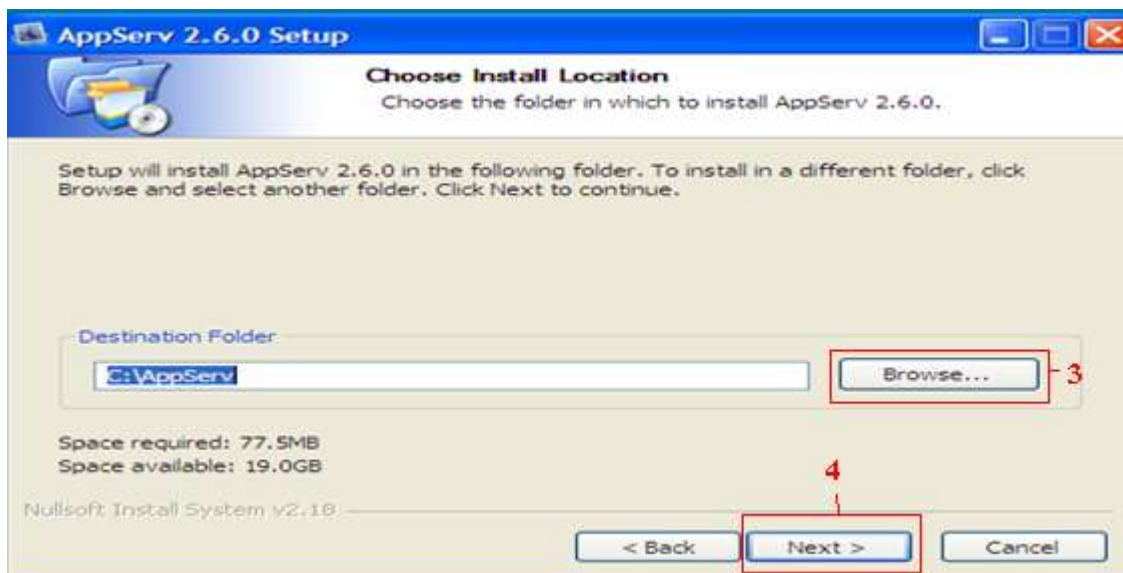 AppServ 2.6.0 Setup
Choose Install Location
Choose the folder in which to install AppServ 2.6.0.
Setup will install AppServ 2.6.0 in the following folder. To install in a different folder, click
Browse and select another folder. Click Next to continue.
Destination Folder
C:\AppServ
Browse...
3
Space required: 77.5MB
Space available: 19.0GB
4
Nullsoft Install System v2.18
< Back
Next >
Cancel